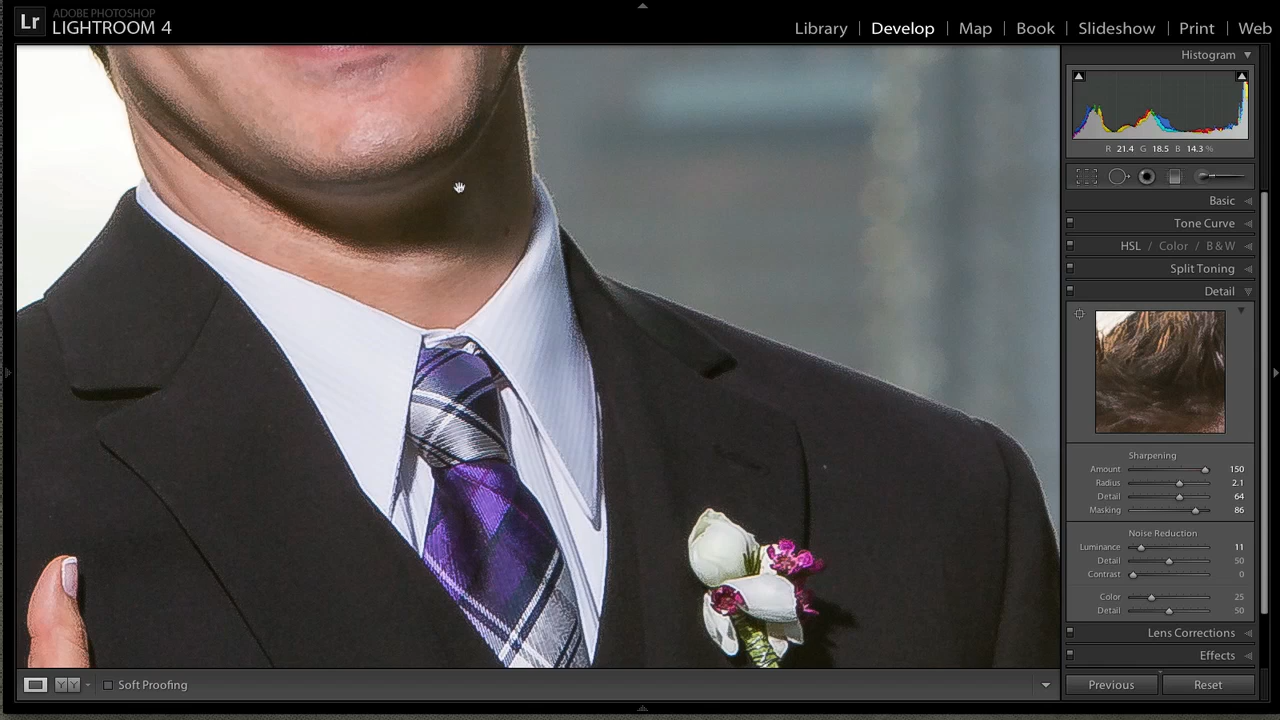 Lr
ADOBE PHOTOSHOP
LIGHTROOM 4
Library | Develop | Map | Book | Slideshow | Print | Web
Histogram
R 21.4 G 18.5 B 14.3 %
Basic
Tone Curve
HSL / Color / B & W
Split Toning
Detail
Sharpening
Amount 150
Radius 2.1
Detail 64
Masking 86
Noise Reduction
Luminance 11
Detail 50
Contrast 0
Color 25
Detail 50
Lens Corrections
Effects
YY
Soft Proofing
Previous
Reset